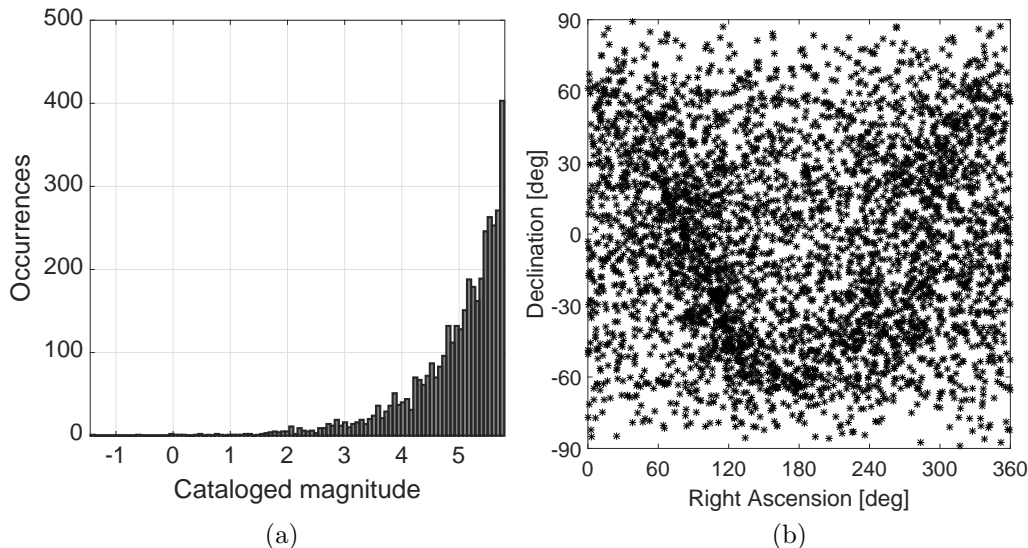 500
400
300
200
100
0
Occurrences
-1 0 1 2 3 4 5
Cataloged magnitude
(a)
90
60
30
0
-30
-60
-90
Declination [deg]
0 60 120 180 240 300 360
Right Ascension [deg]
(b)